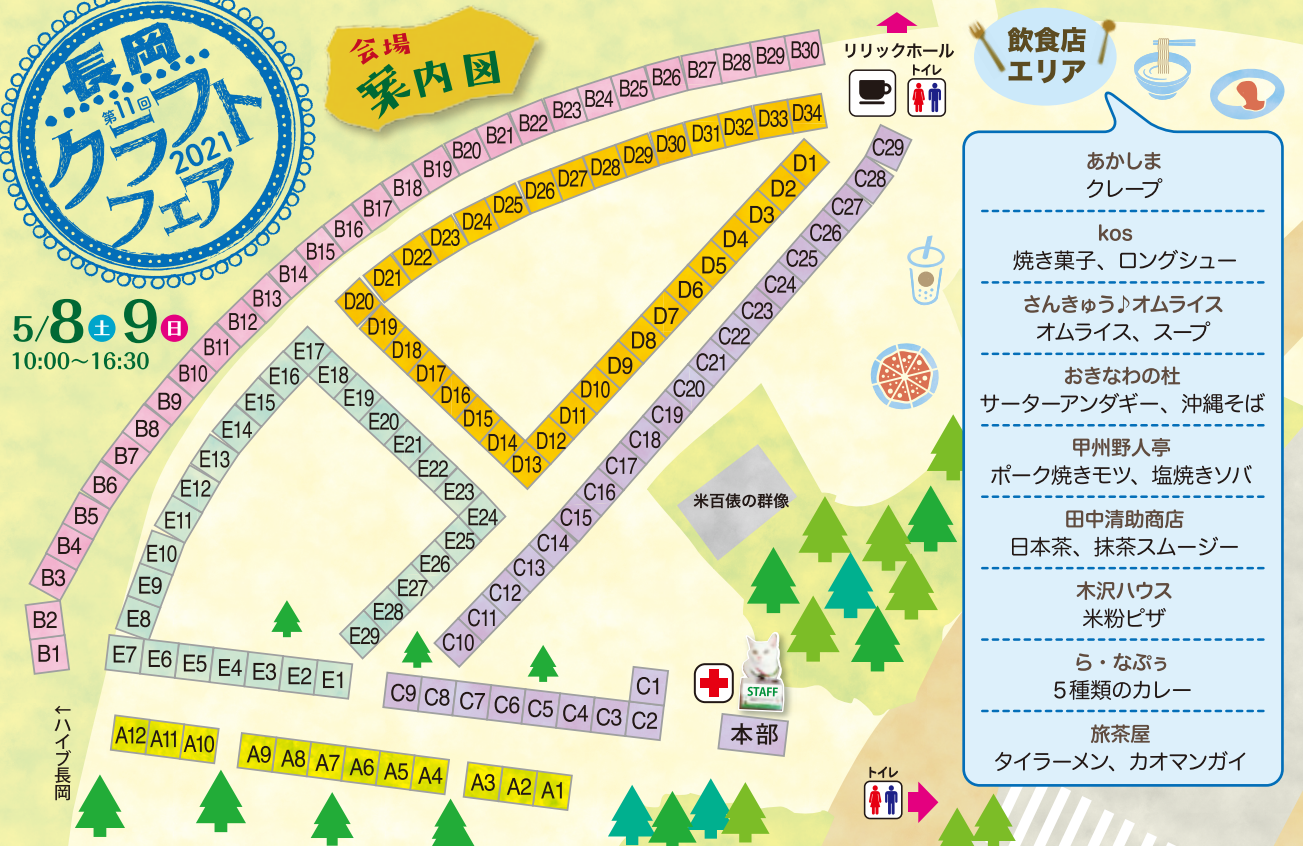 長岡
第11回
クラフト
2021
フェア
会場
案内図
5/8土9日
10:00〜16:30
リリックホール
トイレ
飲食店
エリア
あかしま
クレープ
kos
焼き菓子、ロングシュー
さんきゅう♪オムライス
オムライス、スープ
おきなわの杜
サーターアンダギー、沖縄そば
甲州野人亭
ポーク焼きモツ、塩焼きソバ
田中清助商店
日本茶、抹茶スムージー
木沢ハウス
米粉ピザ
ら・なぷぅ
5種類のカレー
旅茶屋
タイラーメン、カオマンガイ
B30
B29
B28
B27
B26
B25
B24
B23
B22
B21
B20
B19
B18
B17
B16
B15
B14
B13
B12
B11
B10
B9
B8
B7
B6
B5
B4
B3
B2
B1
D34
D33
D32
D31
D30
D29
D28
D27
D26
D25
D24
D23
D22
D21
D20
D19
D18
D17
D16
D15
D14
D13
D12
D11
D10
D9
D8
D7
D6
D5
D4
D3
D2
D1
C29
C28
C27
C26
C25
C24
C23
C22
C21
C20
C19
C18
C17
C16
C15
C14
C13
C12
C11
C10
E17
E16
E15
E14
E13
E12
E11
E10
E9
E8
E18
E19
E20
E21
E22
E23
E24
E25
E26
E27
E28
E29
E7 E6 E5 E4 E3 E2 E1
C9 C8 C7 C6 C5 C4 C3 C2
C1
A12 A11 A10
A9 A8 A7 A6 A5 A4
A3 A2 A1
米百俵の群像
STAFF
本部
←ハイブ長岡
トイレ